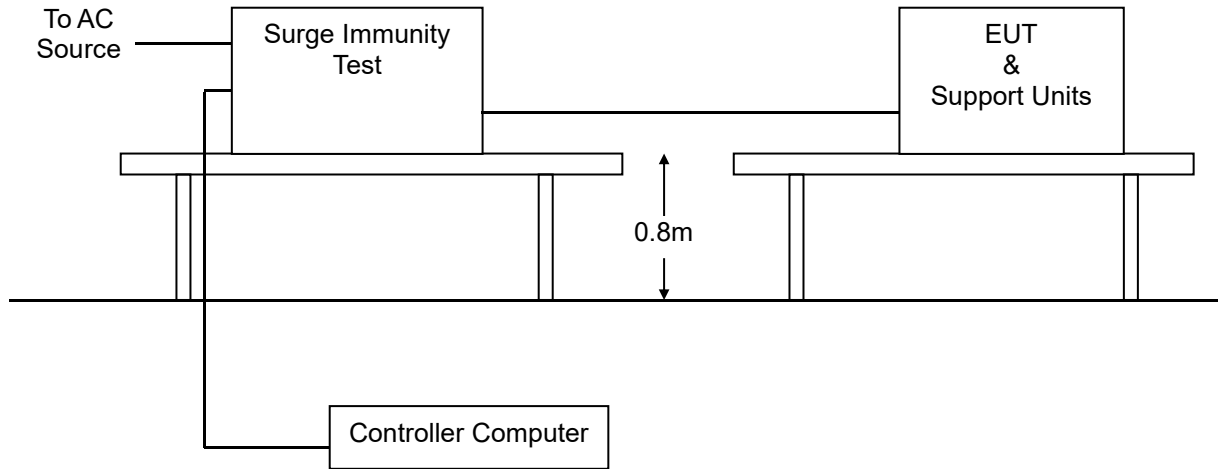 To AC
Source
Surge Immunity
Test
EUT
&
Support Units
0.8m
Controller Computer